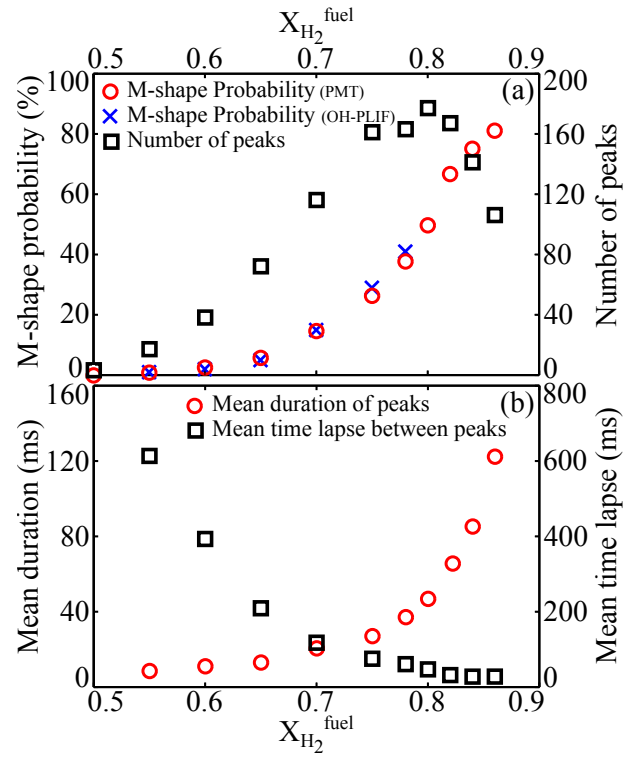 X_H2^fuel
0.5 0.6 0.7 0.8 0.9
100 (a) 200
M-shape Probability (PMT)
M-shape Probability (OH-PLIF)
Number of peaks
80 160
60 120
40 80
20 40
0 0
M-shape probability (%)
Number of peaks
160 (b) 800
Mean duration of peaks
Mean time lapse between peaks
120 600
80 400
40 200
0 0
Mean duration (ms)
Mean time lapse (ms)
0.5 0.6 0.7 0.8 0.9
X_H2^fuel